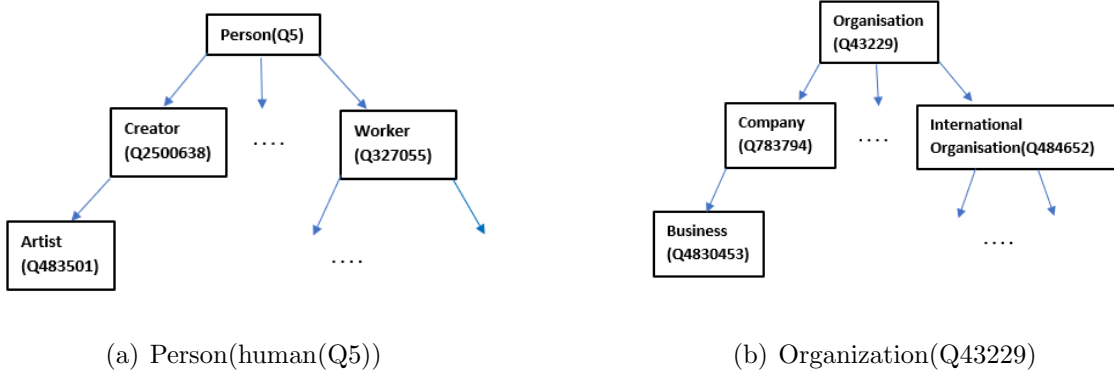 Person(Q5)
Creator
(Q2500638)
....
Worker
(Q327055)
Artist
(Q483501)
....
(a) Person(human(Q5))
Organisation
(Q43229)
Company
(Q783794)
....
International
Organisation(Q484652)
Business
(Q4830453)
....
(b) Organization(Q43229)